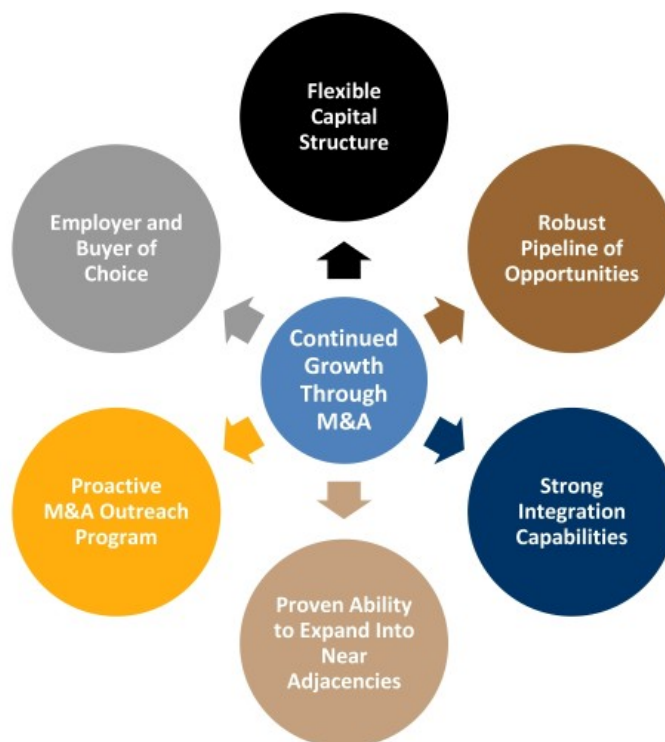 Flexible
Capital
Structure
Robust
Pipeline of
Opportunities
Strong
Integration
Capabilities
Proven Ability
to Expand Into
Near
Adjacencies
Proactive
M&A Outreach
Program
Employer and
Buyer of
Choice
Continued
Growth
Through
M&A